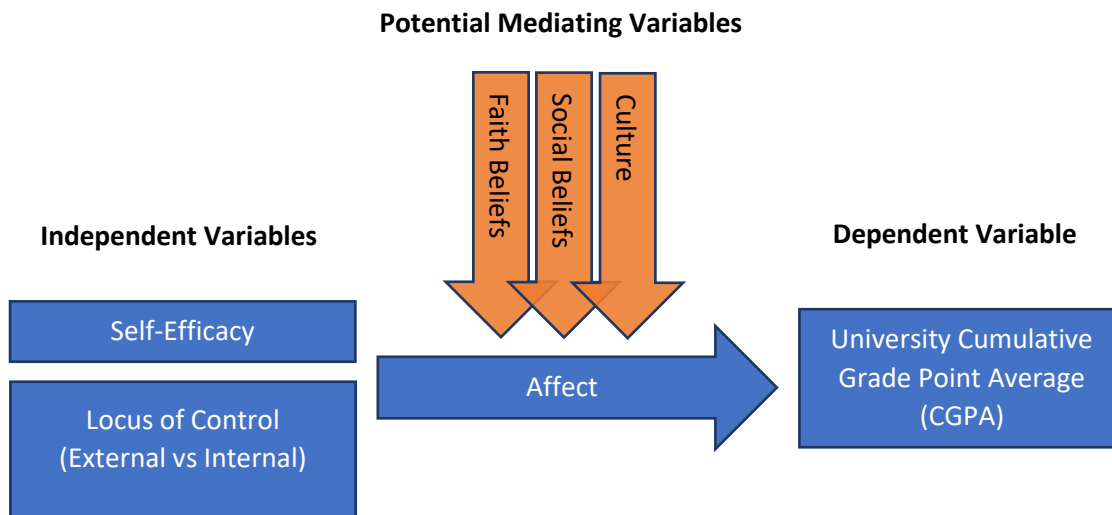 Potential Mediating Variables
Faith Beliefs
Social Beliefs
Culture
Independent Variables
Dependent Variable
Self-Efficacy
Locus of Control
(External vs Internal)
Affect
University Cumulative
Grade Point Average
(CGPA)